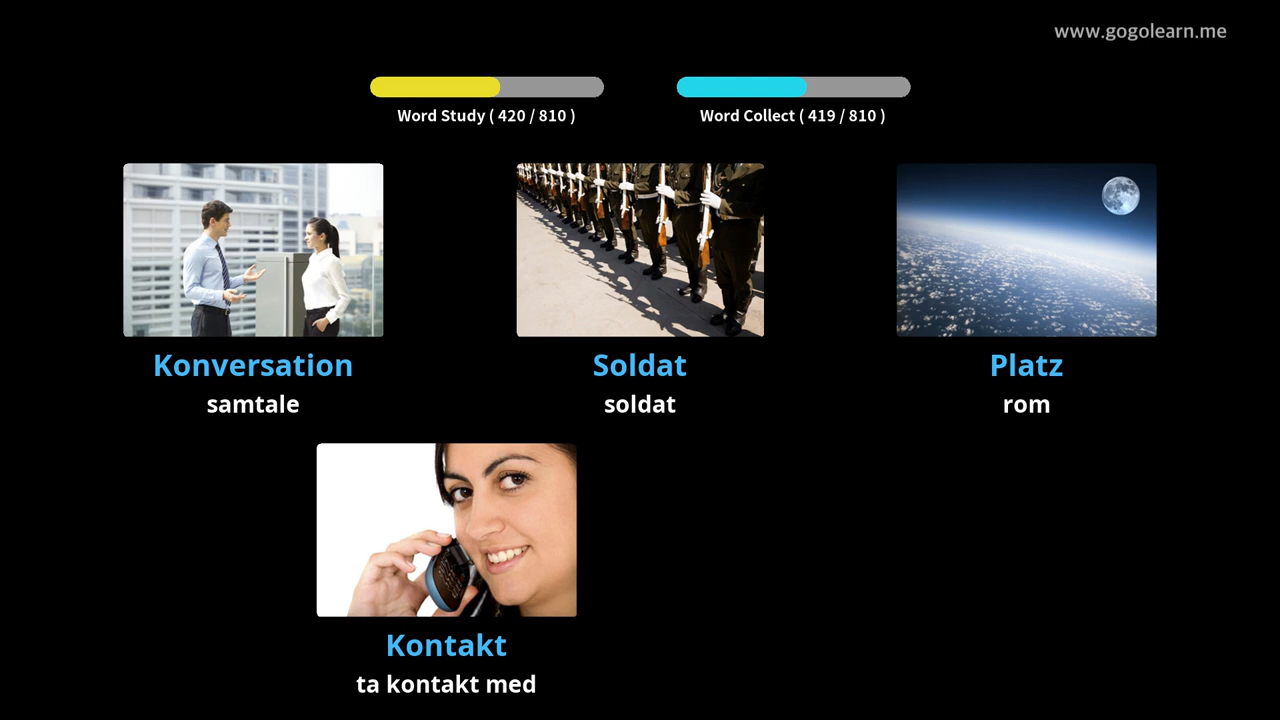 www.gogolearn.me
Word Study ( 420 / 810 )
Word Collect ( 419 / 810 )
Konversation
samtale
Soldat
soldat
Platz
rom
Kontakt
ta kontakt med